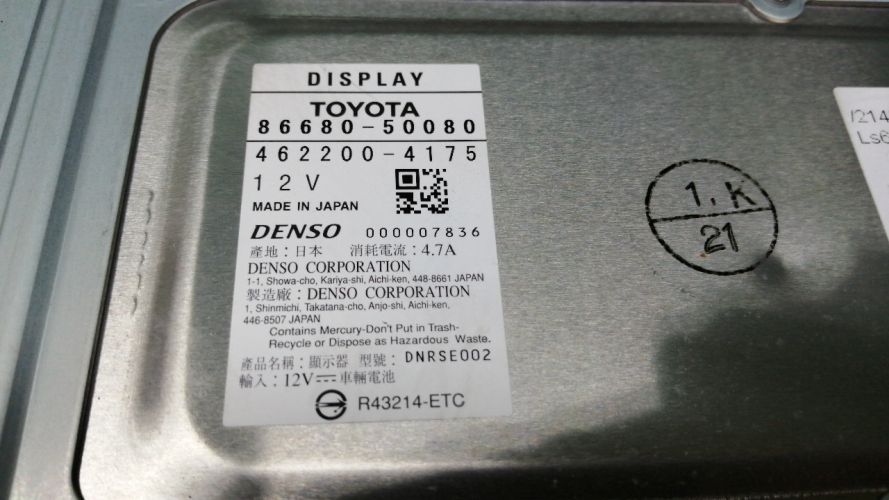 DISPLAY
TOYOTA
86680-50080
462200-4175
12V
MADE IN JAPAN
DENSO 000007836
產地：日本 消耗電流：4.7A
DENSO CORPORATION
1-1, Showa-cho, Kariya-shi, Aichi-ken, 448-8661 JAPAN
製造廠：DENSO CORPORATION
1, Shinmichi, Takatana-cho, Anjo-shi, Aichi-ken,
446-8507 JAPAN
Contains Mercury-Don't Put in Trash-
Recycle or Dispose as Hazardous Waste.
產品名稱：顯示器 型號：DNRSE002
輸入：12V⎓車輛電池
R43214-ETC
1.K
21